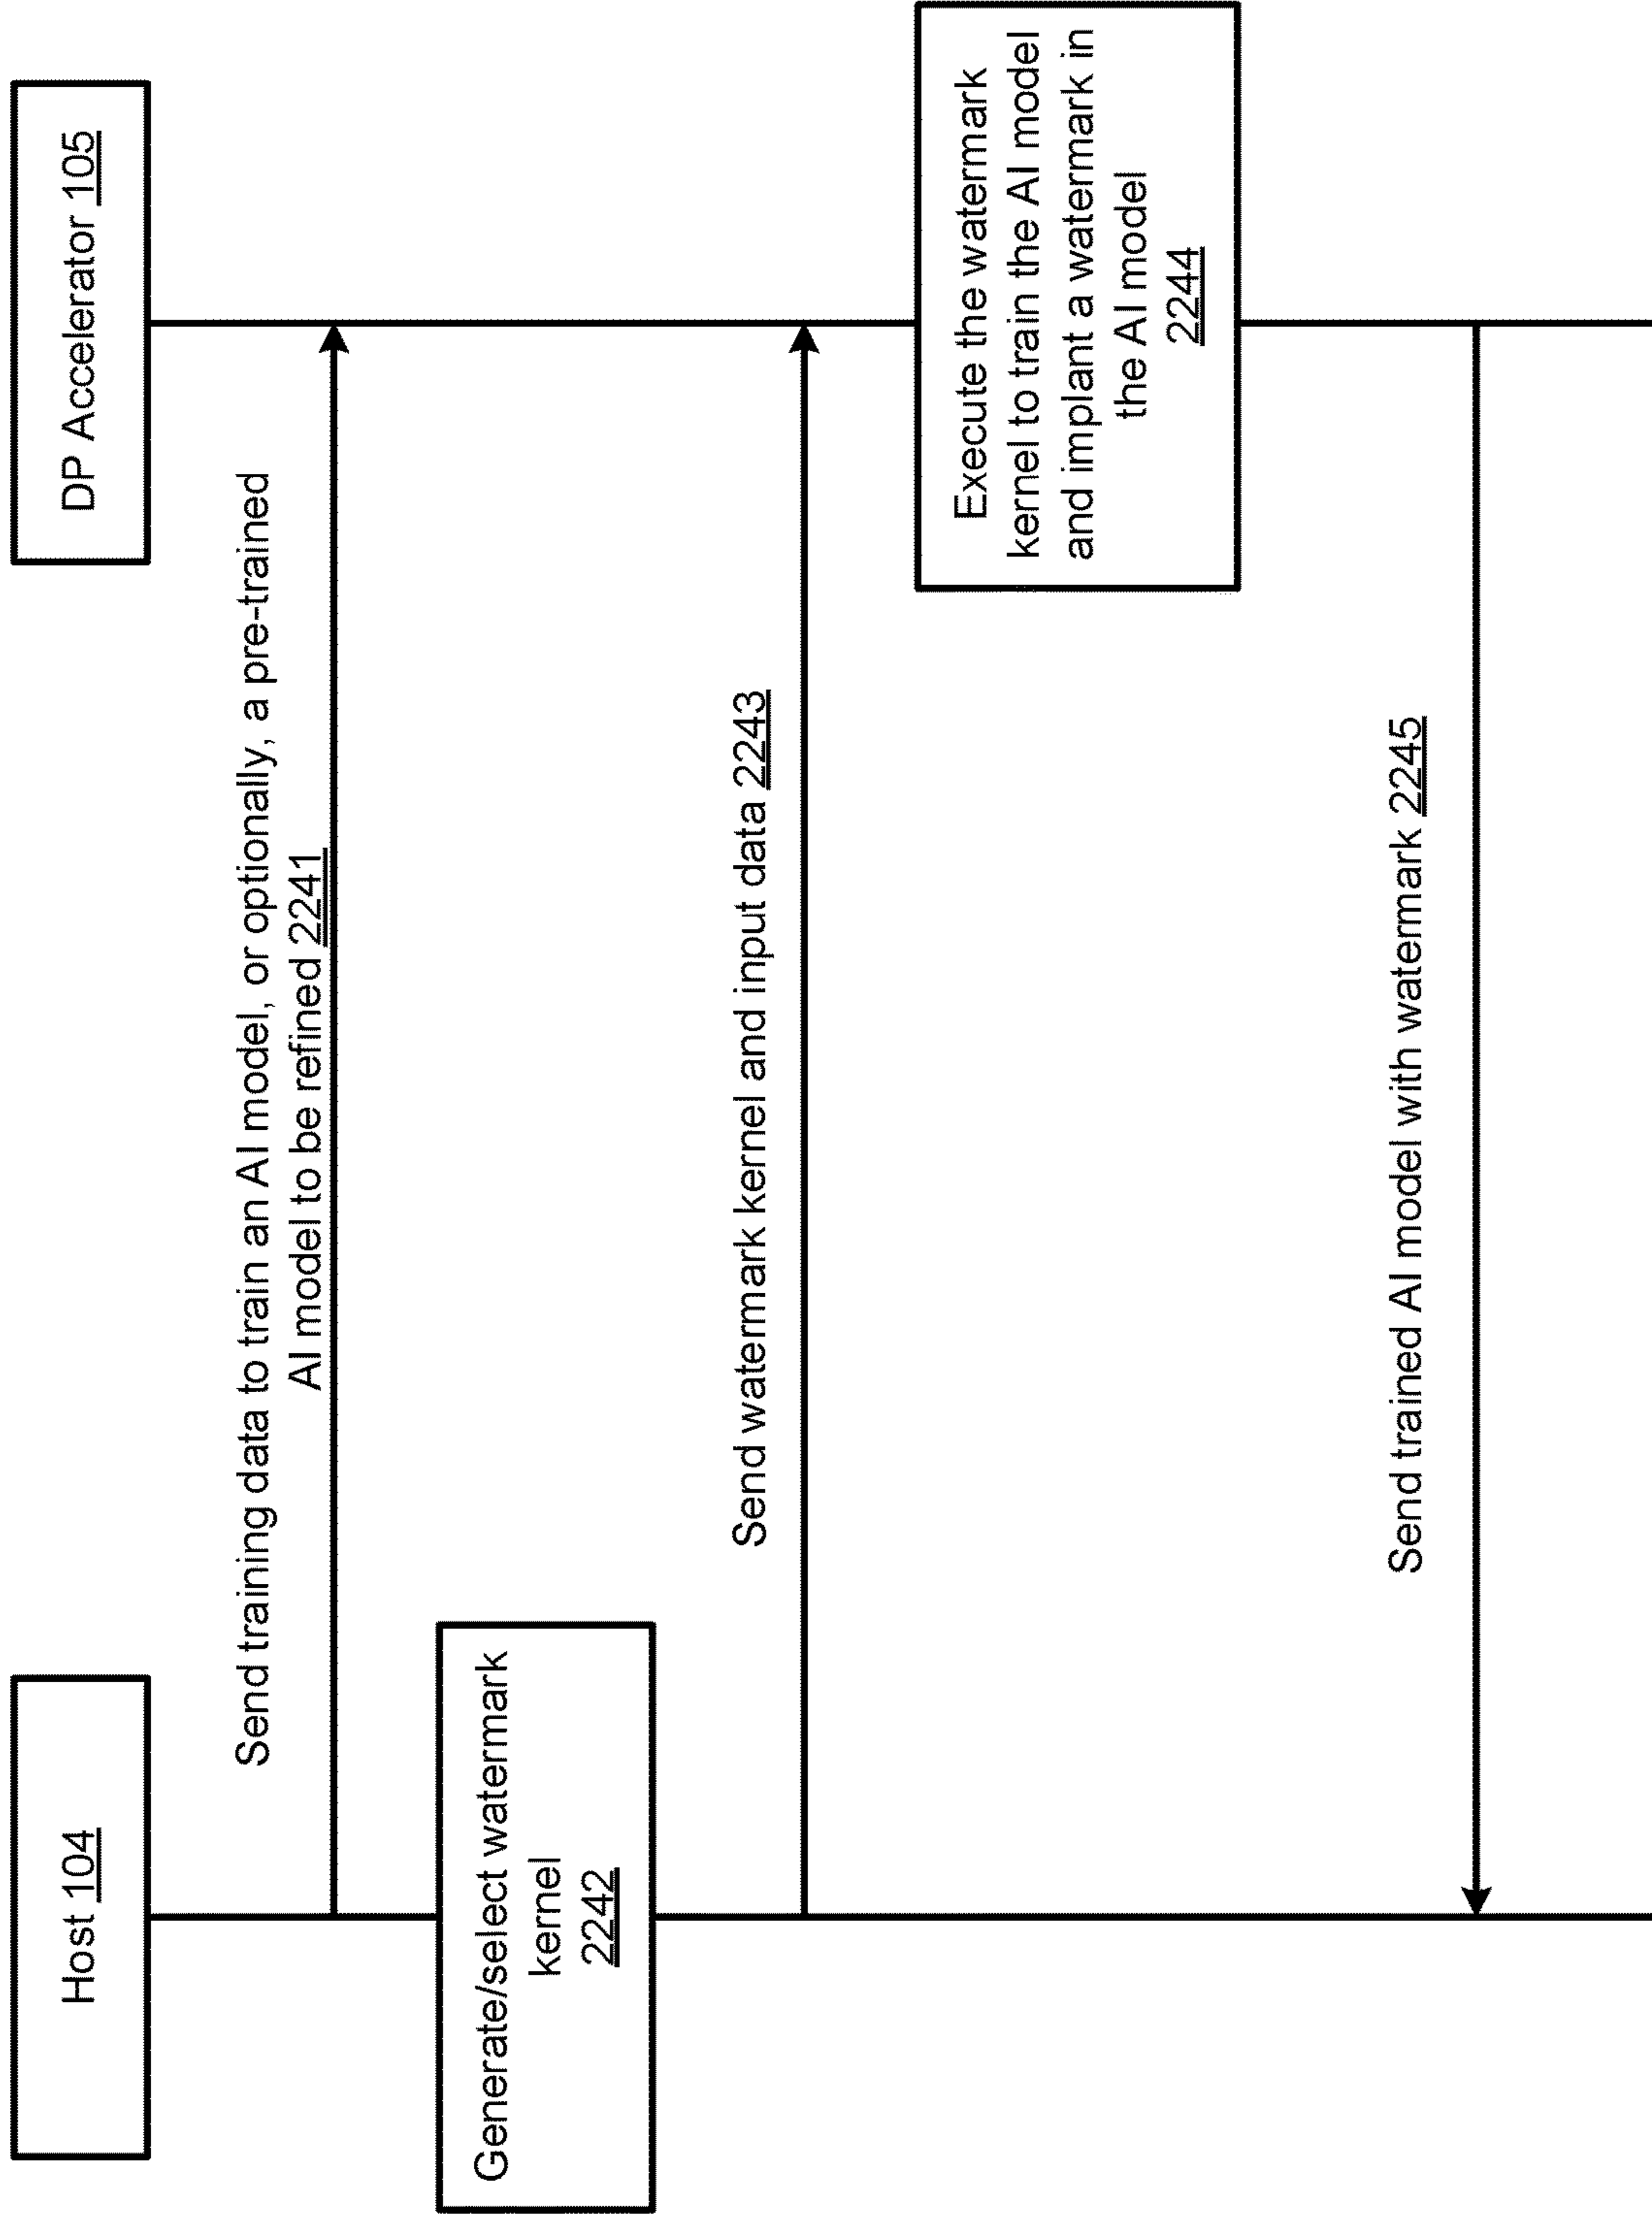 Host 104
DP Accelerator 105
Send training data to train an AI model, or optionally, a pre-trained
AI model to be refined 2241
Generate/select watermark
kernel
2242
Send watermark kernel and input data 2243
Execute the watermark
kernel to train the AI model
and implant a watermark in
the AI model
2244
Send trained AI model with watermark 2245